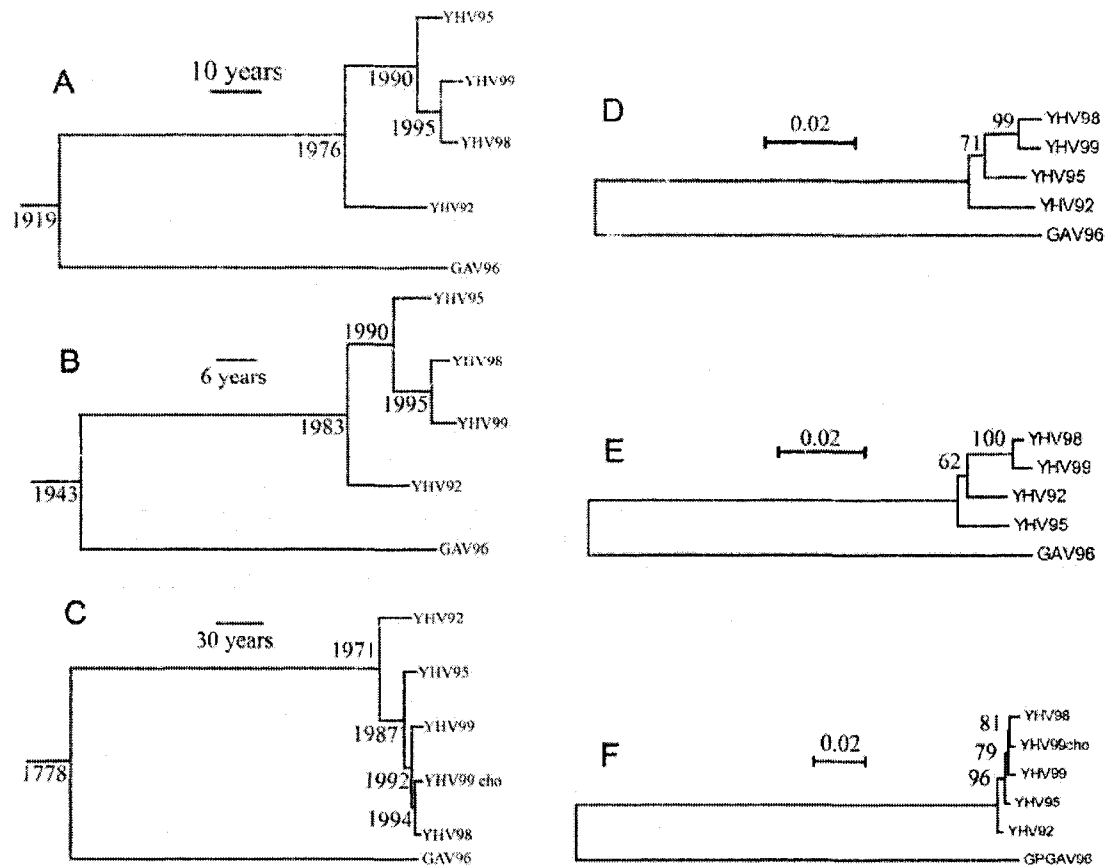 A
10 years
YHV95
1990
YHV99
1995
YHV98
1976
YHV92
1919
GAV96
B
6 years
YHV95
1990
YHV98
1995
YHV99
1983
YHV92
1943
GAV96
C
30 years
YHV92
1971
YHV95
1987
YHV99
1992
YHV99 cho
1994
YHV98
1778
GAV96
D
0.02
99
YHV98
YHV99
71
YHV95
YHV92
GAV96
E
0.02
100
YHV98
YHV99
62
YHV92
YHV95
GAV96
F
0.02
81
YHV98
YHV99cho
79
YHV99
96
YHV95
YHV92
GPGAV96